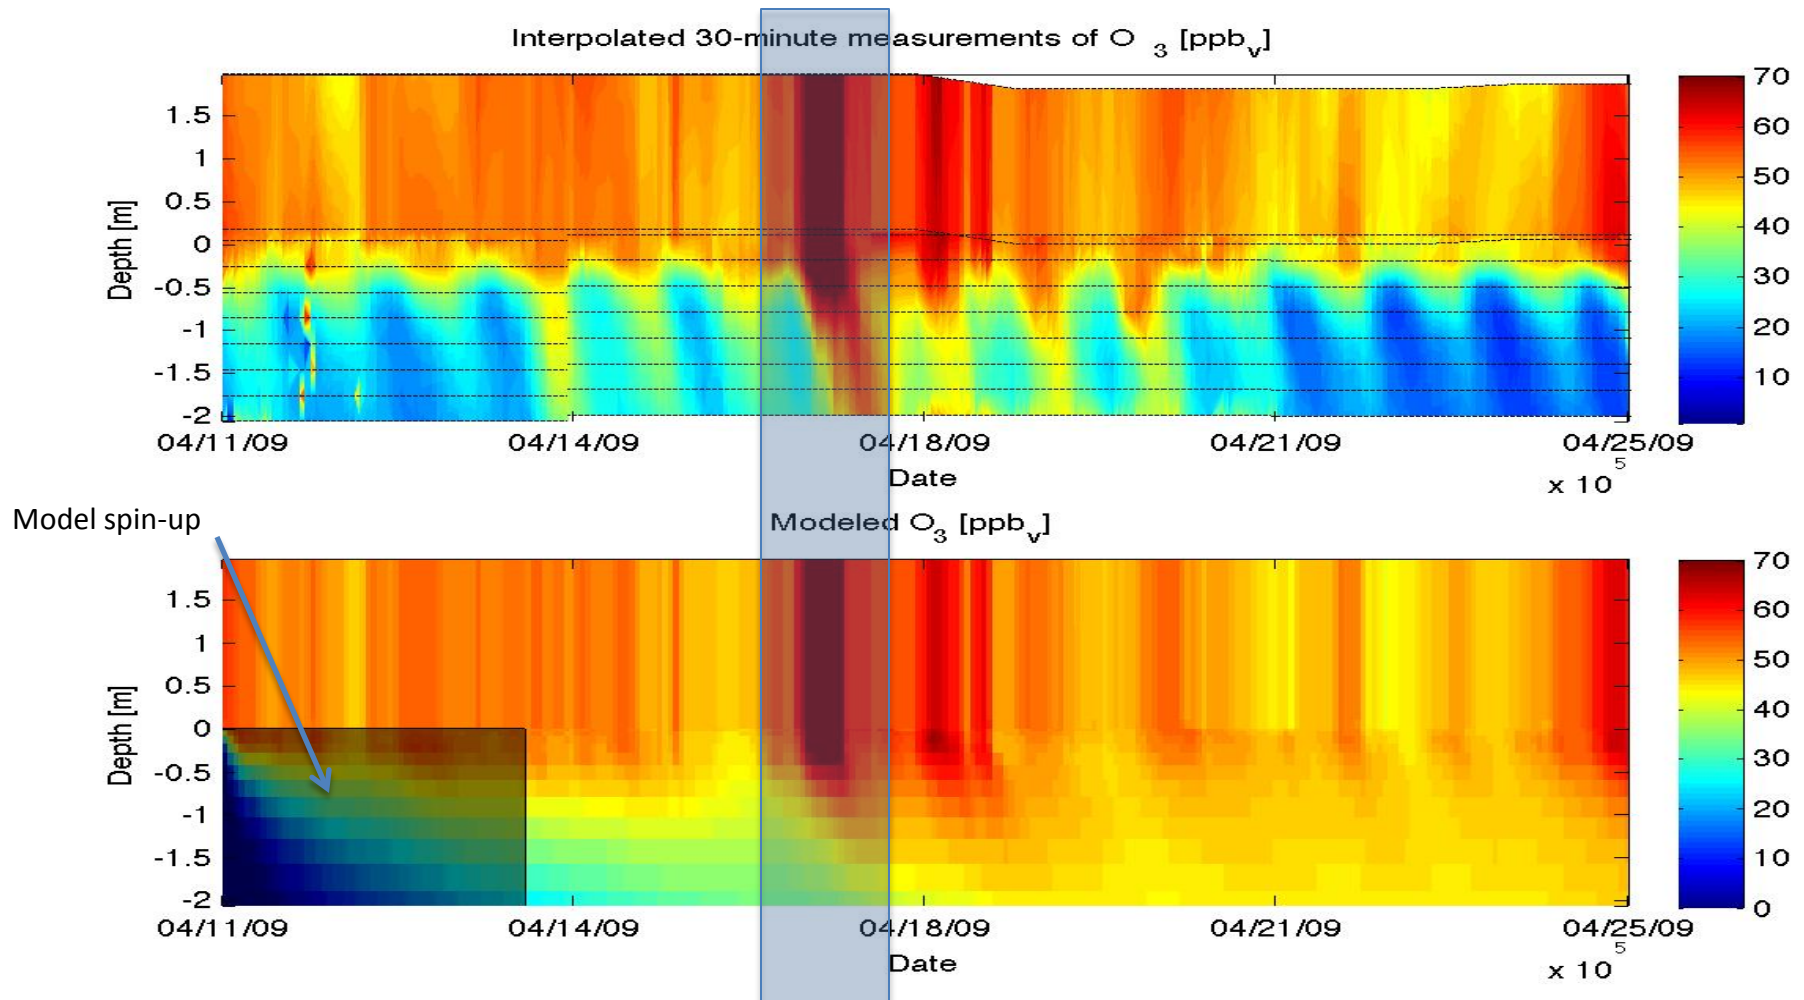 Interpolated 30-minute measurements of O 3 [ppbv]
Depth [m]
1.5
1
0.5
0
-0.5
-1
-1.5
-2
04/11/09 04/14/09 04/18/09 04/21/09 04/25/09
Date
x 10 5
70
60
50
40
30
20
10
Model spin-up
Modeled O3 [ppbv]
Depth [m]
1.5
1
0.5
0
-0.5
-1
-1.5
-2
04/11/09 04/14/09 04/18/09 04/21/09 04/25/09
Date
x 10 5
70
60
50
40
30
20
10
0